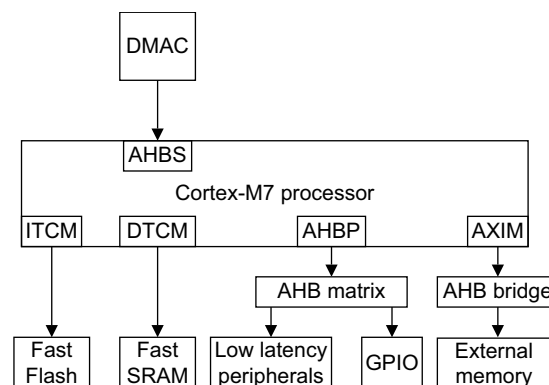 DMAC
AHBS
Cortex-M7 processor
ITCM
DTCM
AHBP
AXIM
AHB matrix
AHB bridge
Fast
Flash
Fast
SRAM
Low latency
peripherals
GPIO
External
memory